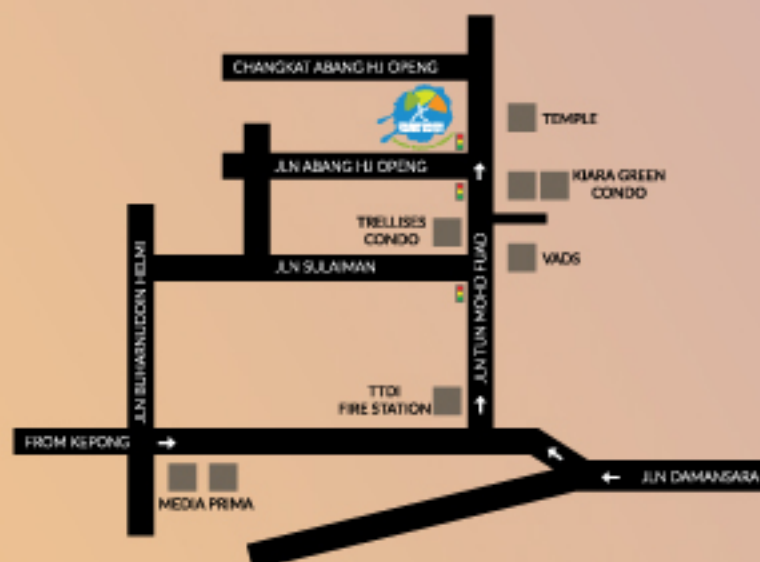 CHANGKAT ABANG HJ OPENG
TEMPLE
JLN ABANG HJ OPENG
KIARA GREEN
CONDO
TRELLISES
CONDO
VADS
JLN SULAIMAN
JLN BUHARNUDDIN HELMI
JLN TUN MOHD FUAD
TTDI
FIRE STATION
FROM KEPONG
JLN DAMANSARA
MEDIA PRIMA